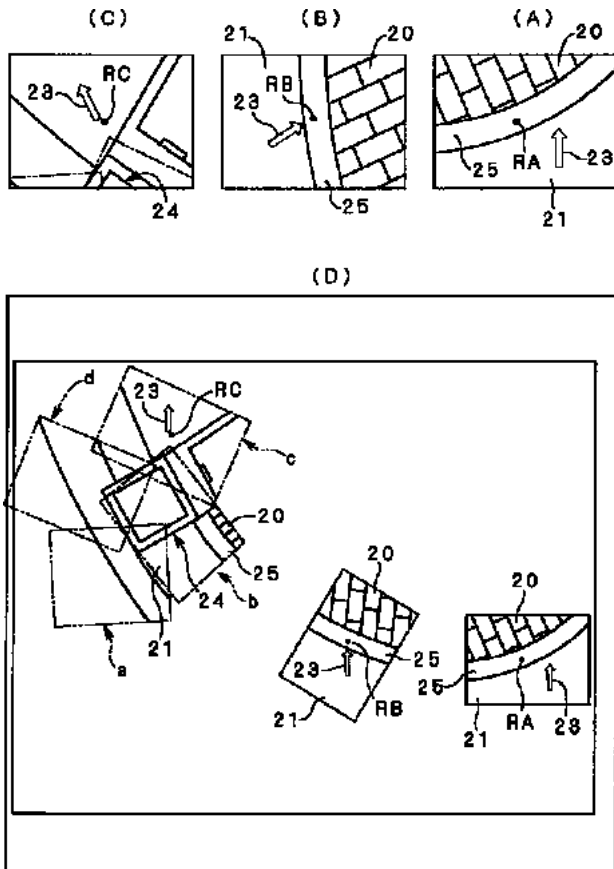 (C) (B) (A)
21 20 20
23 RC RB
23
25 RA 23
24 25 21
(D)
d
23 RC
c
20
25
24 b 20
21 20
a 23 25 25
RB
21 21 RA 23